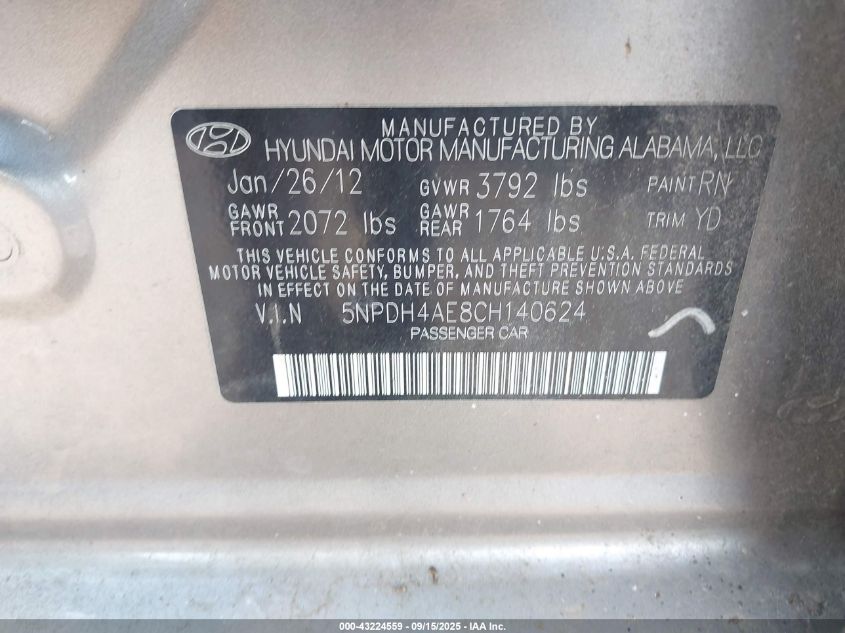 MANUFACTURED BY
HYUNDAI MOTOR MANUFACTURING ALABAMA, LLC
Jan/26/12 GVWR 3792 lbs PAINT RN
GAWR FRONT 2072 lbs GAWR REAR 1764 lbs TRIM YD
THIS VEHICLE CONFORMS TO ALL APPLICABLE U.S.A. FEDERAL
MOTOR VEHICLE SAFETY, BUMPER, AND THEFT PREVENTION STANDARDS
IN EFFECT ON THE DATE OF MANUFACTURE SHOWN ABOVE
V.I.N 5NPDH4AE8CH140624
PASSENGER CAR
000-43224559 - 09/15/2025 - IAA Inc.